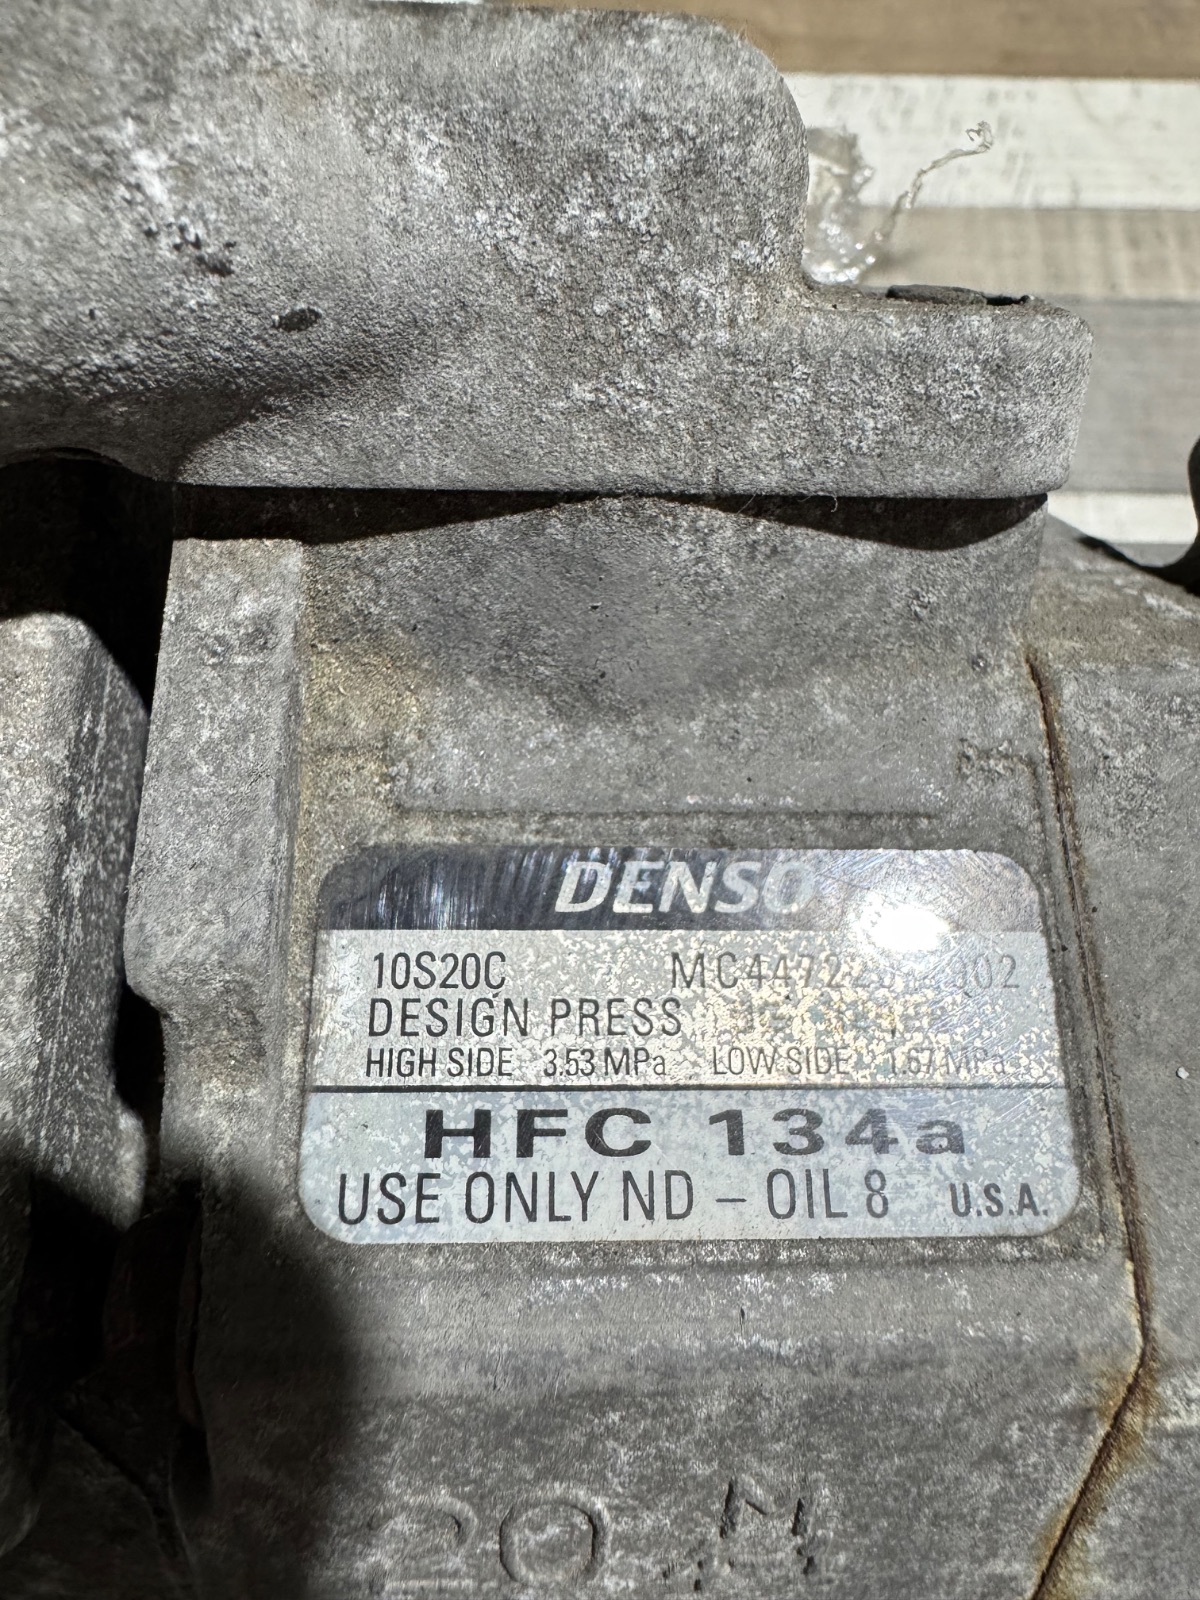 DENSO
10S20C
DESIGN PRESS
HIGH SIDE 3.53 MPa LOW SIDE 1.67 MPa
HFC 134a
USE ONLY ND - OIL 8 U.S.A.
20